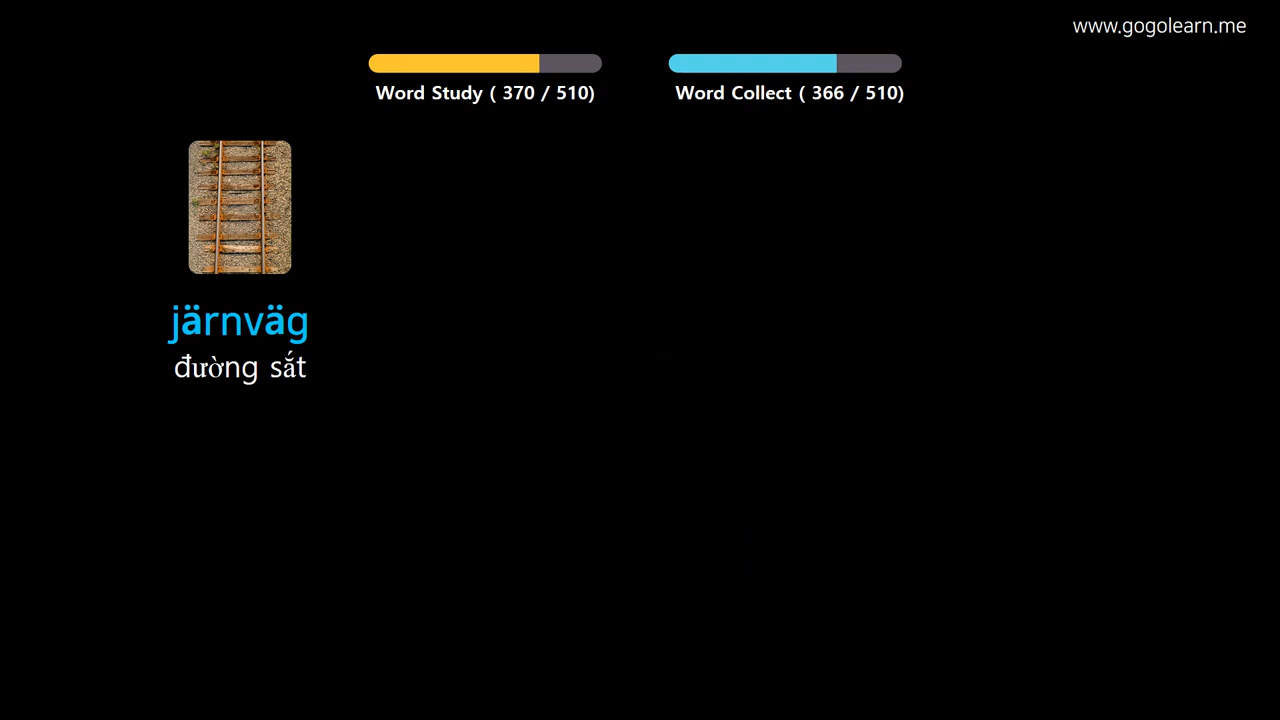 www.gogolearn.me
Word Study ( 370 / 510)
Word Collect ( 366 / 510)
järnväg
đường sắt